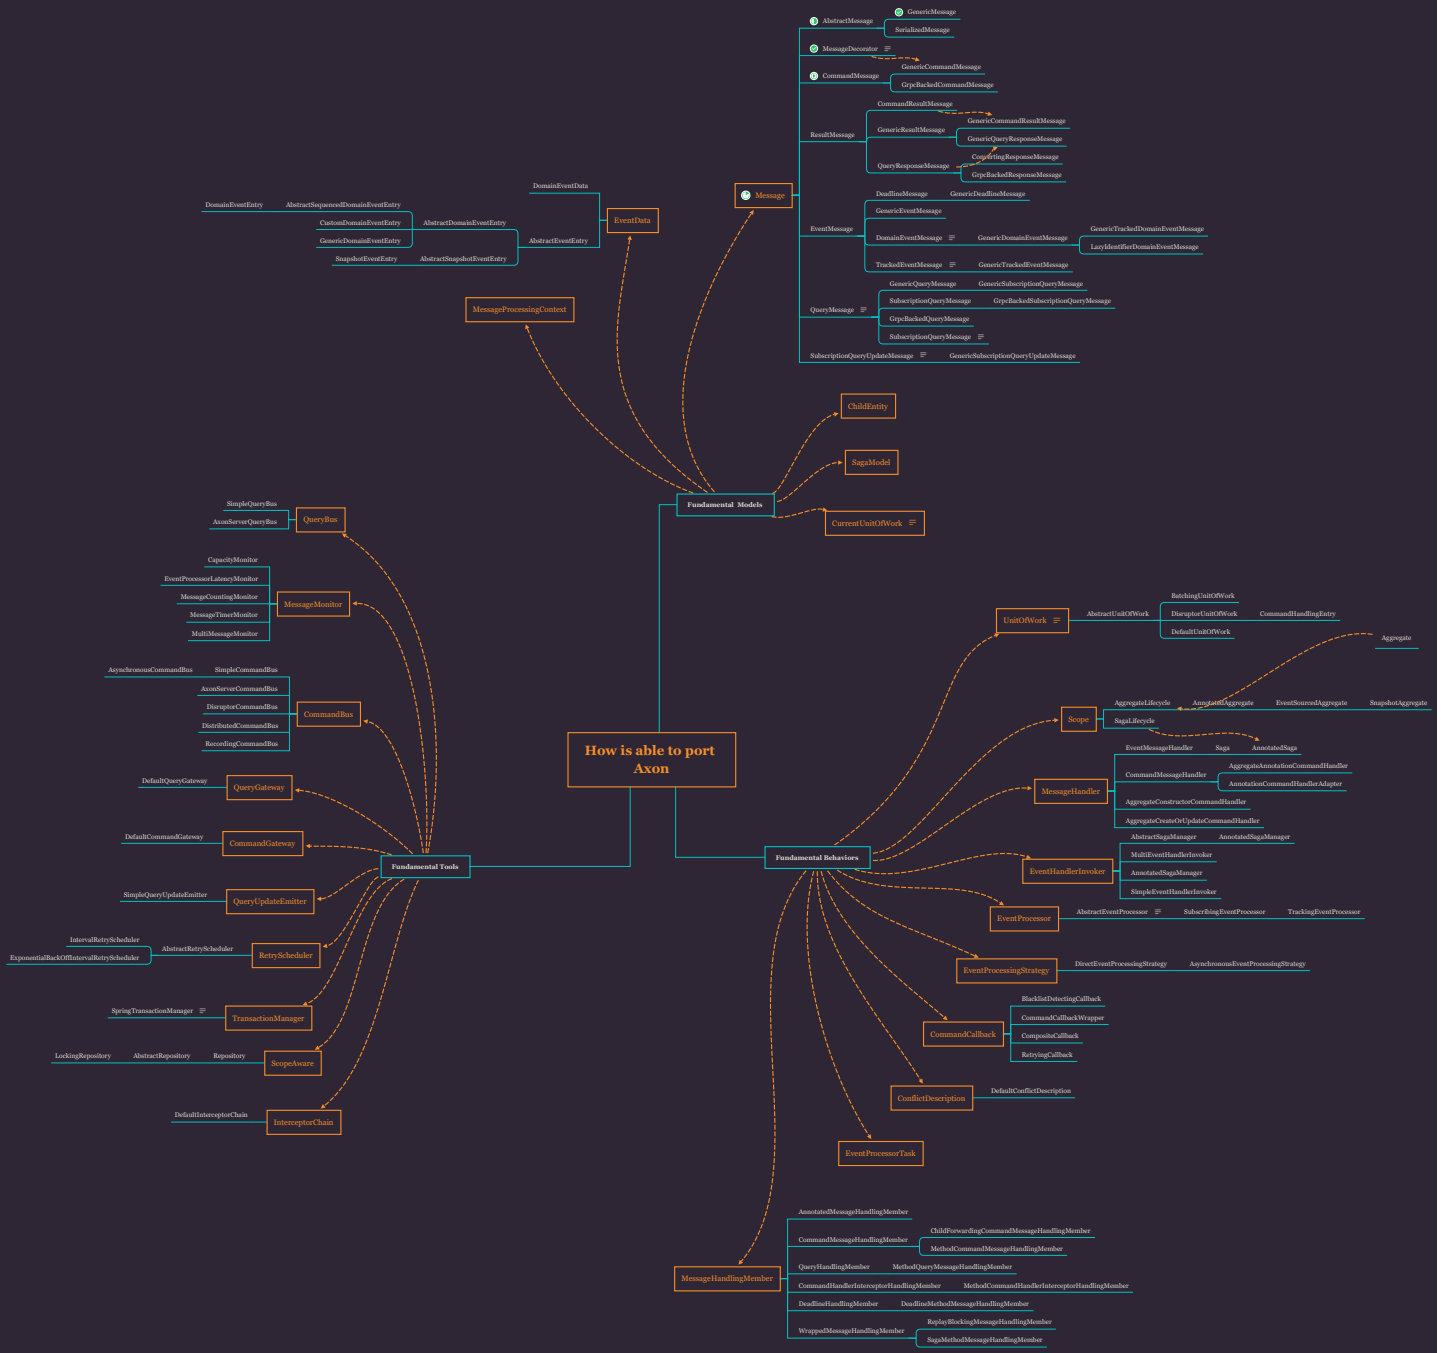 How is able to port
Axon
Fundamental Models
Message
AbstractMessage
GenericMessage
SerializedMessage
MessageDecorator
CommandMessage
GenericCommandMessage
GrpcBackedCommandMessage
ResultMessage
CommandResultMessage
GenericResultMessage
GenericCommandResultMessage
GenericQueryResponseMessage
QueryResponseMessage
ConvertingResponseMessage
GrpcBackedResponseMessage
EventMessage
DeadlineMessage
GenericDeadlineMessage
GenericEventMessage
DomainEventMessage
GenericDomainEventMessage
GenericTrackedDomainEventMessage
LazyIdentifierDomainEventMessage
TrackedEventMessage
GenericTrackedEventMessage
QueryMessage
GenericQueryMessage
GenericSubscriptionQueryMessage
SubscriptionQueryMessage
GrpcBackedSubscriptionQueryMessage
GrpcBackedQueryMessage
SubscriptionQueryMessage
SubscriptionQueryUpdateMessage
GenericSubscriptionQueryUpdateMessage
EventData
DomainEventData
AbstractEventEntry
AbstractDomainEventEntry
AbstractSequencedDomainEventEntry
DomainEventEntry
CustomDomainEventEntry
GenericDomainEventEntry
AbstractSnapshotEventEntry
SnapshotEventEntry
MessageProcessingContext
ChildEntity
SagaModel
CurrentUnitOfWork
Fundamental Tools
QueryBus
SimpleQueryBus
AxonServerQueryBus
MessageMonitor
CapacityMonitor
EventProcessorLatencyMonitor
MessageCountingMonitor
MessageTimerMonitor
MultiMessageMonitor
CommandBus
SimpleCommandBus
AsynchronousCommandBus
AxonServerCommandBus
DisruptorCommandBus
DistributedCommandBus
RecordingCommandBus
QueryGateway
DefaultQueryGateway
CommandGateway
DefaultCommandGateway
QueryUpdateEmitter
SimpleQueryUpdateEmitter
RetryScheduler
AbstractRetryScheduler
IntervalRetryScheduler
ExponentialBackOffIntervalRetryScheduler
TransactionManager
SpringTransactionManager
ScopeAware
Repository
AbstractRepository
LockingRepository
InterceptorChain
DefaultInterceptorChain
Fundamental Behaviors
UnitOfWork
AbstractUnitOfWork
BatchingUnitOfWork
DisruptorUnitOfWork
CommandHandlingEntry
DefaultUnitOfWork
Aggregate
Scope
AggregateLifecycle
AnnotatedAggregate
EventSourcedAggregate
SnapshotAggregate
SagaLifecycle
MessageHandler
EventMessageHandler
Saga
AnnotatedSaga
CommandMessageHandler
AggregateAnnotationCommandHandler
AnnotationCommandHandlerAdapter
AggregateConstructorCommandHandler
AggregateCreateOrUpdateCommandHandler
EventHandlerInvoker
AbstractSagaManager
AnnotatedSagaManager
MultiEventHandlerInvoker
AnnotatedSagaManager
SimpleEventHandlerInvoker
EventProcessor
AbstractEventProcessor
SubscribingEventProcessor
TrackingEventProcessor
EventProcessingStrategy
DirectEventProcessingStrategy
AsynchronousEventProcessingStrategy
CommandCallback
BlacklistDetectingCallback
CommandCallbackWrapper
CompositeCallback
RetryingCallback
ConflictDescription
DefaultConflictDescription
EventProcessorTask
MessageHandlingMember
AnnotatedMessageHandlingMember
CommandMessageHandlingMember
ChildForwardingCommandMessageHandlingMember
MethodCommandMessageHandlingMember
QueryHandlingMember
MethodQueryMessageHandlingMember
CommandHandlerInterceptorHandlingMember
MethodCommandHandlerInterceptorHandlingMember
DeadlineHandlingMember
DeadlineMethodMessageHandlingMember
WrappedMessageHandlingMember
ReplayBlockingMessageHandlingMember
SagaMethodMessageHandlingMember